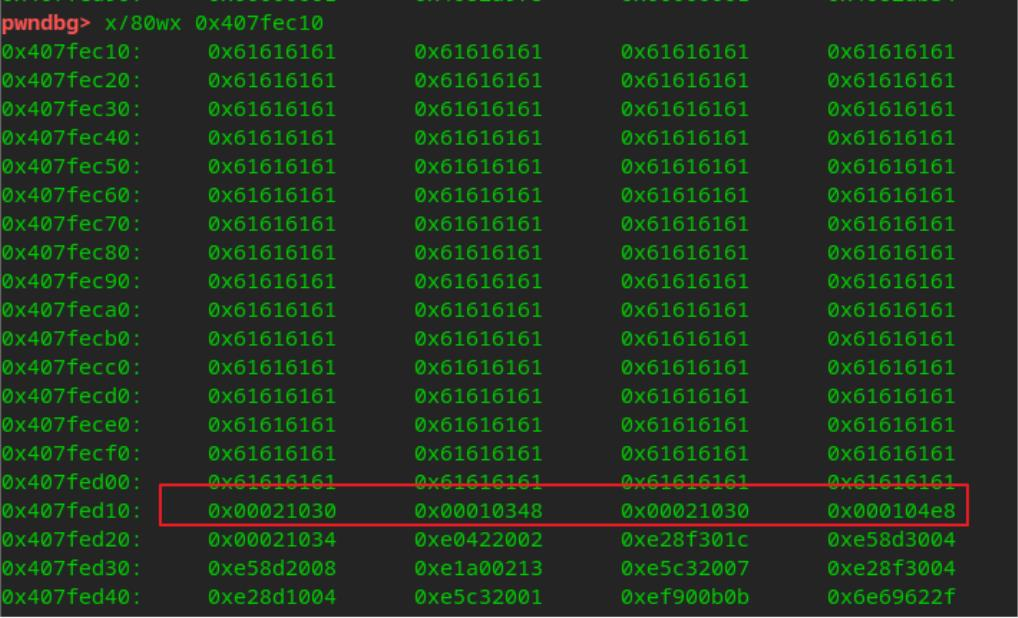 pwndbg> x/80wx 0x407fec10
0x407fec10: 0x61616161 0x61616161 0x61616161 0x61616161
0x407fec20: 0x61616161 0x61616161 0x61616161 0x61616161
0x407fec30: 0x61616161 0x61616161 0x61616161 0x61616161
0x407fec40: 0x61616161 0x61616161 0x61616161 0x61616161
0x407fec50: 0x61616161 0x61616161 0x61616161 0x61616161
0x407fec60: 0x61616161 0x61616161 0x61616161 0x61616161
0x407fec70: 0x61616161 0x61616161 0x61616161 0x61616161
0x407fec80: 0x61616161 0x61616161 0x61616161 0x61616161
0x407fec90: 0x61616161 0x61616161 0x61616161 0x61616161
0x407feca0: 0x61616161 0x61616161 0x61616161 0x61616161
0x407fecb0: 0x61616161 0x61616161 0x61616161 0x61616161
0x407fecc0: 0x61616161 0x61616161 0x61616161 0x61616161
0x407fecd0: 0x61616161 0x61616161 0x61616161 0x61616161
0x407fece0: 0x61616161 0x61616161 0x61616161 0x61616161
0x407fecf0: 0x61616161 0x61616161 0x61616161 0x61616161
0x407fed00: 0x61616161 0x61616161 0x61616161 0x61616161
0x407fed10: 0x00021030 0x00010348 0x00021030 0x000104e8
0x407fed20: 0x00021034 0xe0422002 0xe28f301c 0xe58d3004
0x407fed30: 0xe58d2008 0xe1a00213 0xe5c32007 0xe28f3004
0x407fed40: 0xe28d1004 0xe5c32001 0xef900b0b 0x6e69622f